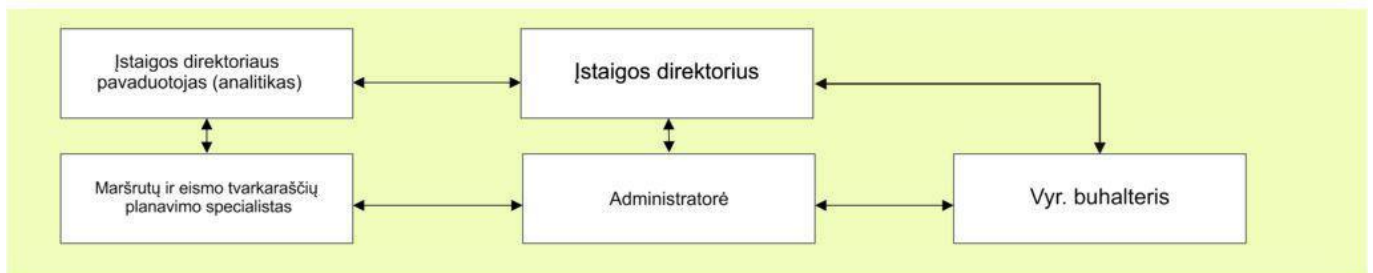 Įstaigos direktoriaus
pavaduotojas (analitikas)
Įstaigos direktorius
Maršrutų ir eismo tvarkaraščių
planavimo specialistas
Administratorė
Vyr. buhalteris